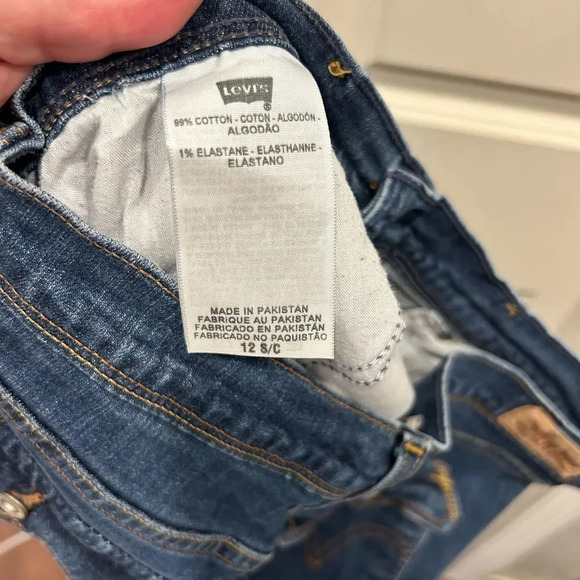 Levi's
®
99% COTTON - COTON - ALGODÓN -
ALGODÃO
1% ELASTANE - ELASTHANNE -
ELASTANO
MADE IN PAKISTAN
FABRIQUE AU PAKISTAN
FABRICADO EN PAKISTÁN
FABRICADO NO PAQUISTÃO
12 S/C